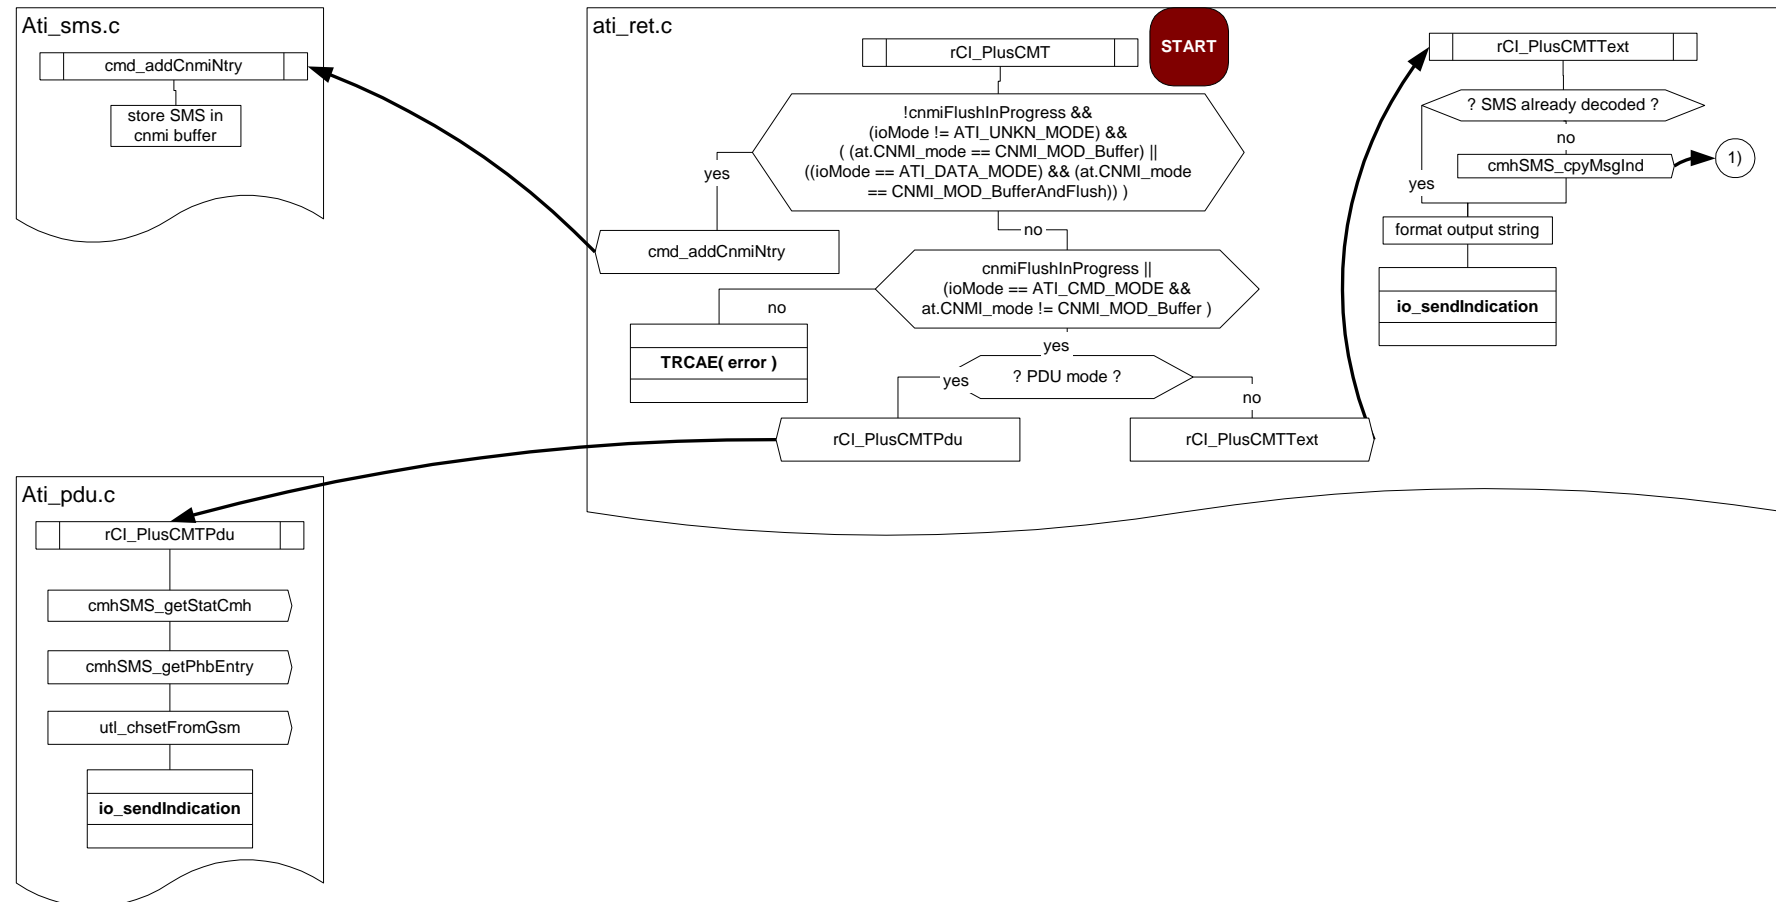 Ati_sms.c
cmd_addCnmiNtry
store SMS in
cnmi buffer
ati_ret.c
rCI_PlusCMT
START
!cnmiFlushInProgress &&
(ioMode != ATI_UNKN_MODE) &&
( (at.CNMI_mode == CNMI_MOD_Buffer) ||
((ioMode == ATI_DATA_MODE) && (at.CNMI_mode
== CNMI_MOD_BufferAndFlush)) )
yes
cmd_addCnmiNtry
no
cnmiFlushInProgress ||
(ioMode == ATI_CMD_MODE &&
at.CNMI_mode != CNMI_MOD_Buffer )
no
TRCAE( error )
yes
? PDU mode ?
yes
no
rCI_PlusCMTPdu
rCI_PlusCMTText
rCI_PlusCMTText
? SMS already decoded ?
no
cmhSMS_cpyMsgInd
1)
yes
format output string
io_sendIndication
Ati_pdu.c
rCI_PlusCMTPdu
cmhSMS_getStatCmh
cmhSMS_getPhbEntry
utl_chsetFromGsm
io_sendIndication